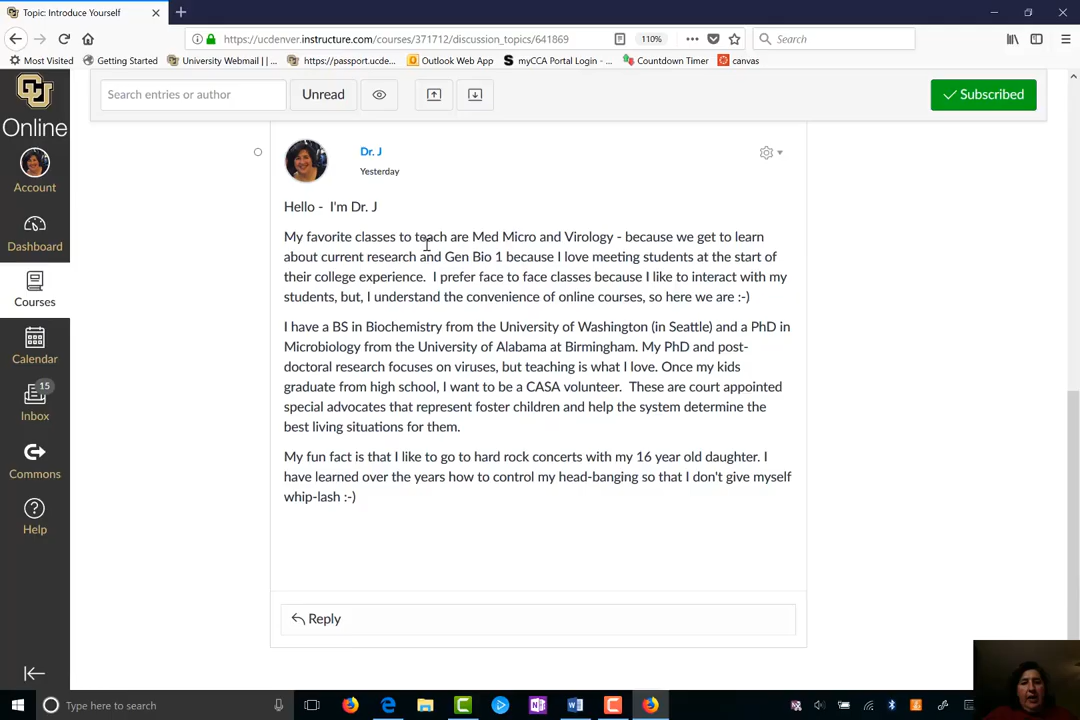 Topic: Introduce Yourself
https://ucdenver.instructure.com/courses/371712/discussion_topics/641869
110%
Search
Most Visited
Getting Started
University Webmail | ...
https://passport.ucde...
Outlook Web App
myCCA Portal Login - ...
Countdown Timer
canvas
CU
Online
Account
Dashboard
Courses
Calendar
15
Inbox
Commons
Help
Search entries or author
Unread
Subscribed
Dr. J
Yesterday
Hello - I'm Dr. J
My favorite classes to teach are Med Micro and Virology - because we get to learn
about current research and Gen Bio 1 because I love meeting students at the start of
their college experience. I prefer face to face classes because I like to interact with my
students, but, I understand the convenience of online courses, so here we are :-)
I have a BS in Biochemistry from the University of Washington (in Seattle) and a PhD in
Microbiology from the University of Alabama at Birmingham. My PhD and post-
doctoral research focuses on viruses, but teaching is what I love. Once my kids
graduate from high school, I want to be a CASA volunteer. These are court appointed
special advocates that represent foster children and help the system determine the
best living situations for them.
My fun fact is that I like to go to hard rock concerts with my 16 year old daughter. I
have learned over the years how to control my head-banging so that I don't give myself
whip-lash :-)
Reply
Type here to search